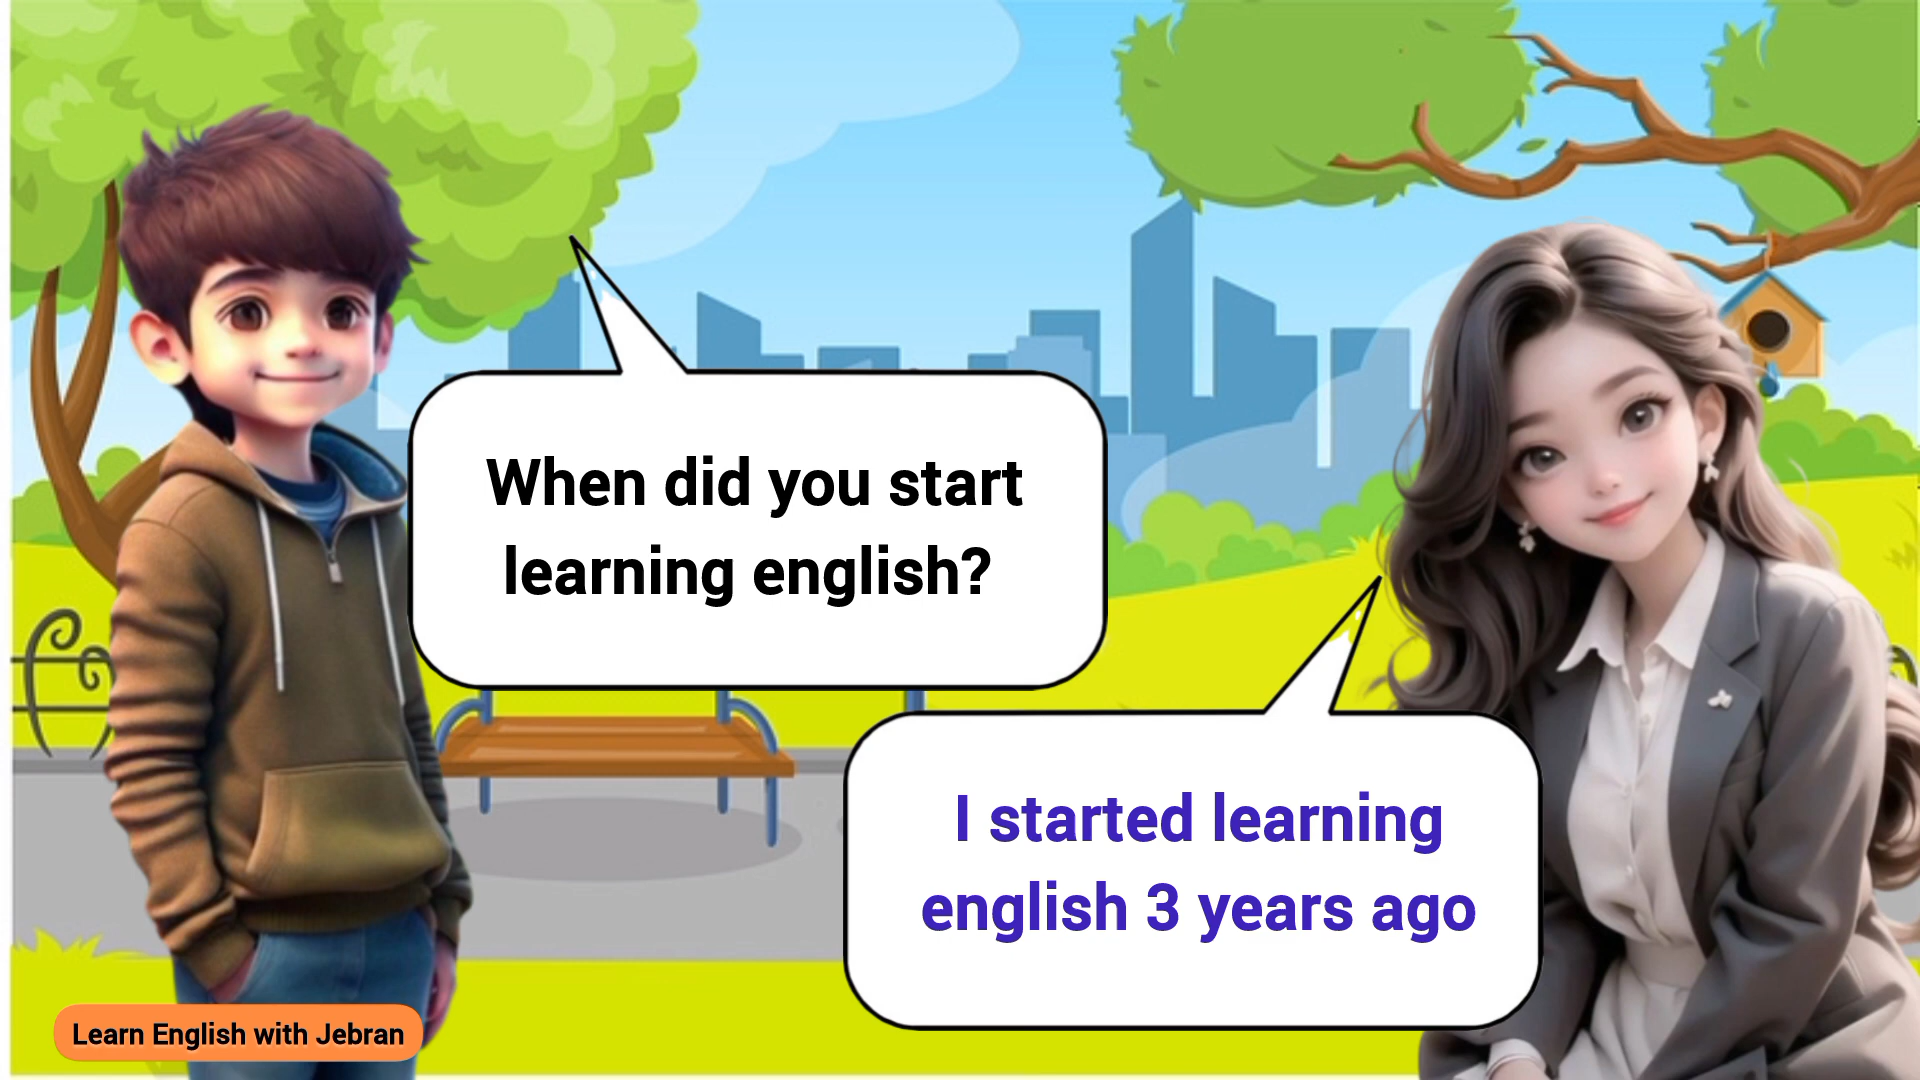 When did you start
learning english?
I started learning
english 3 years ago
Learn English with Jebran